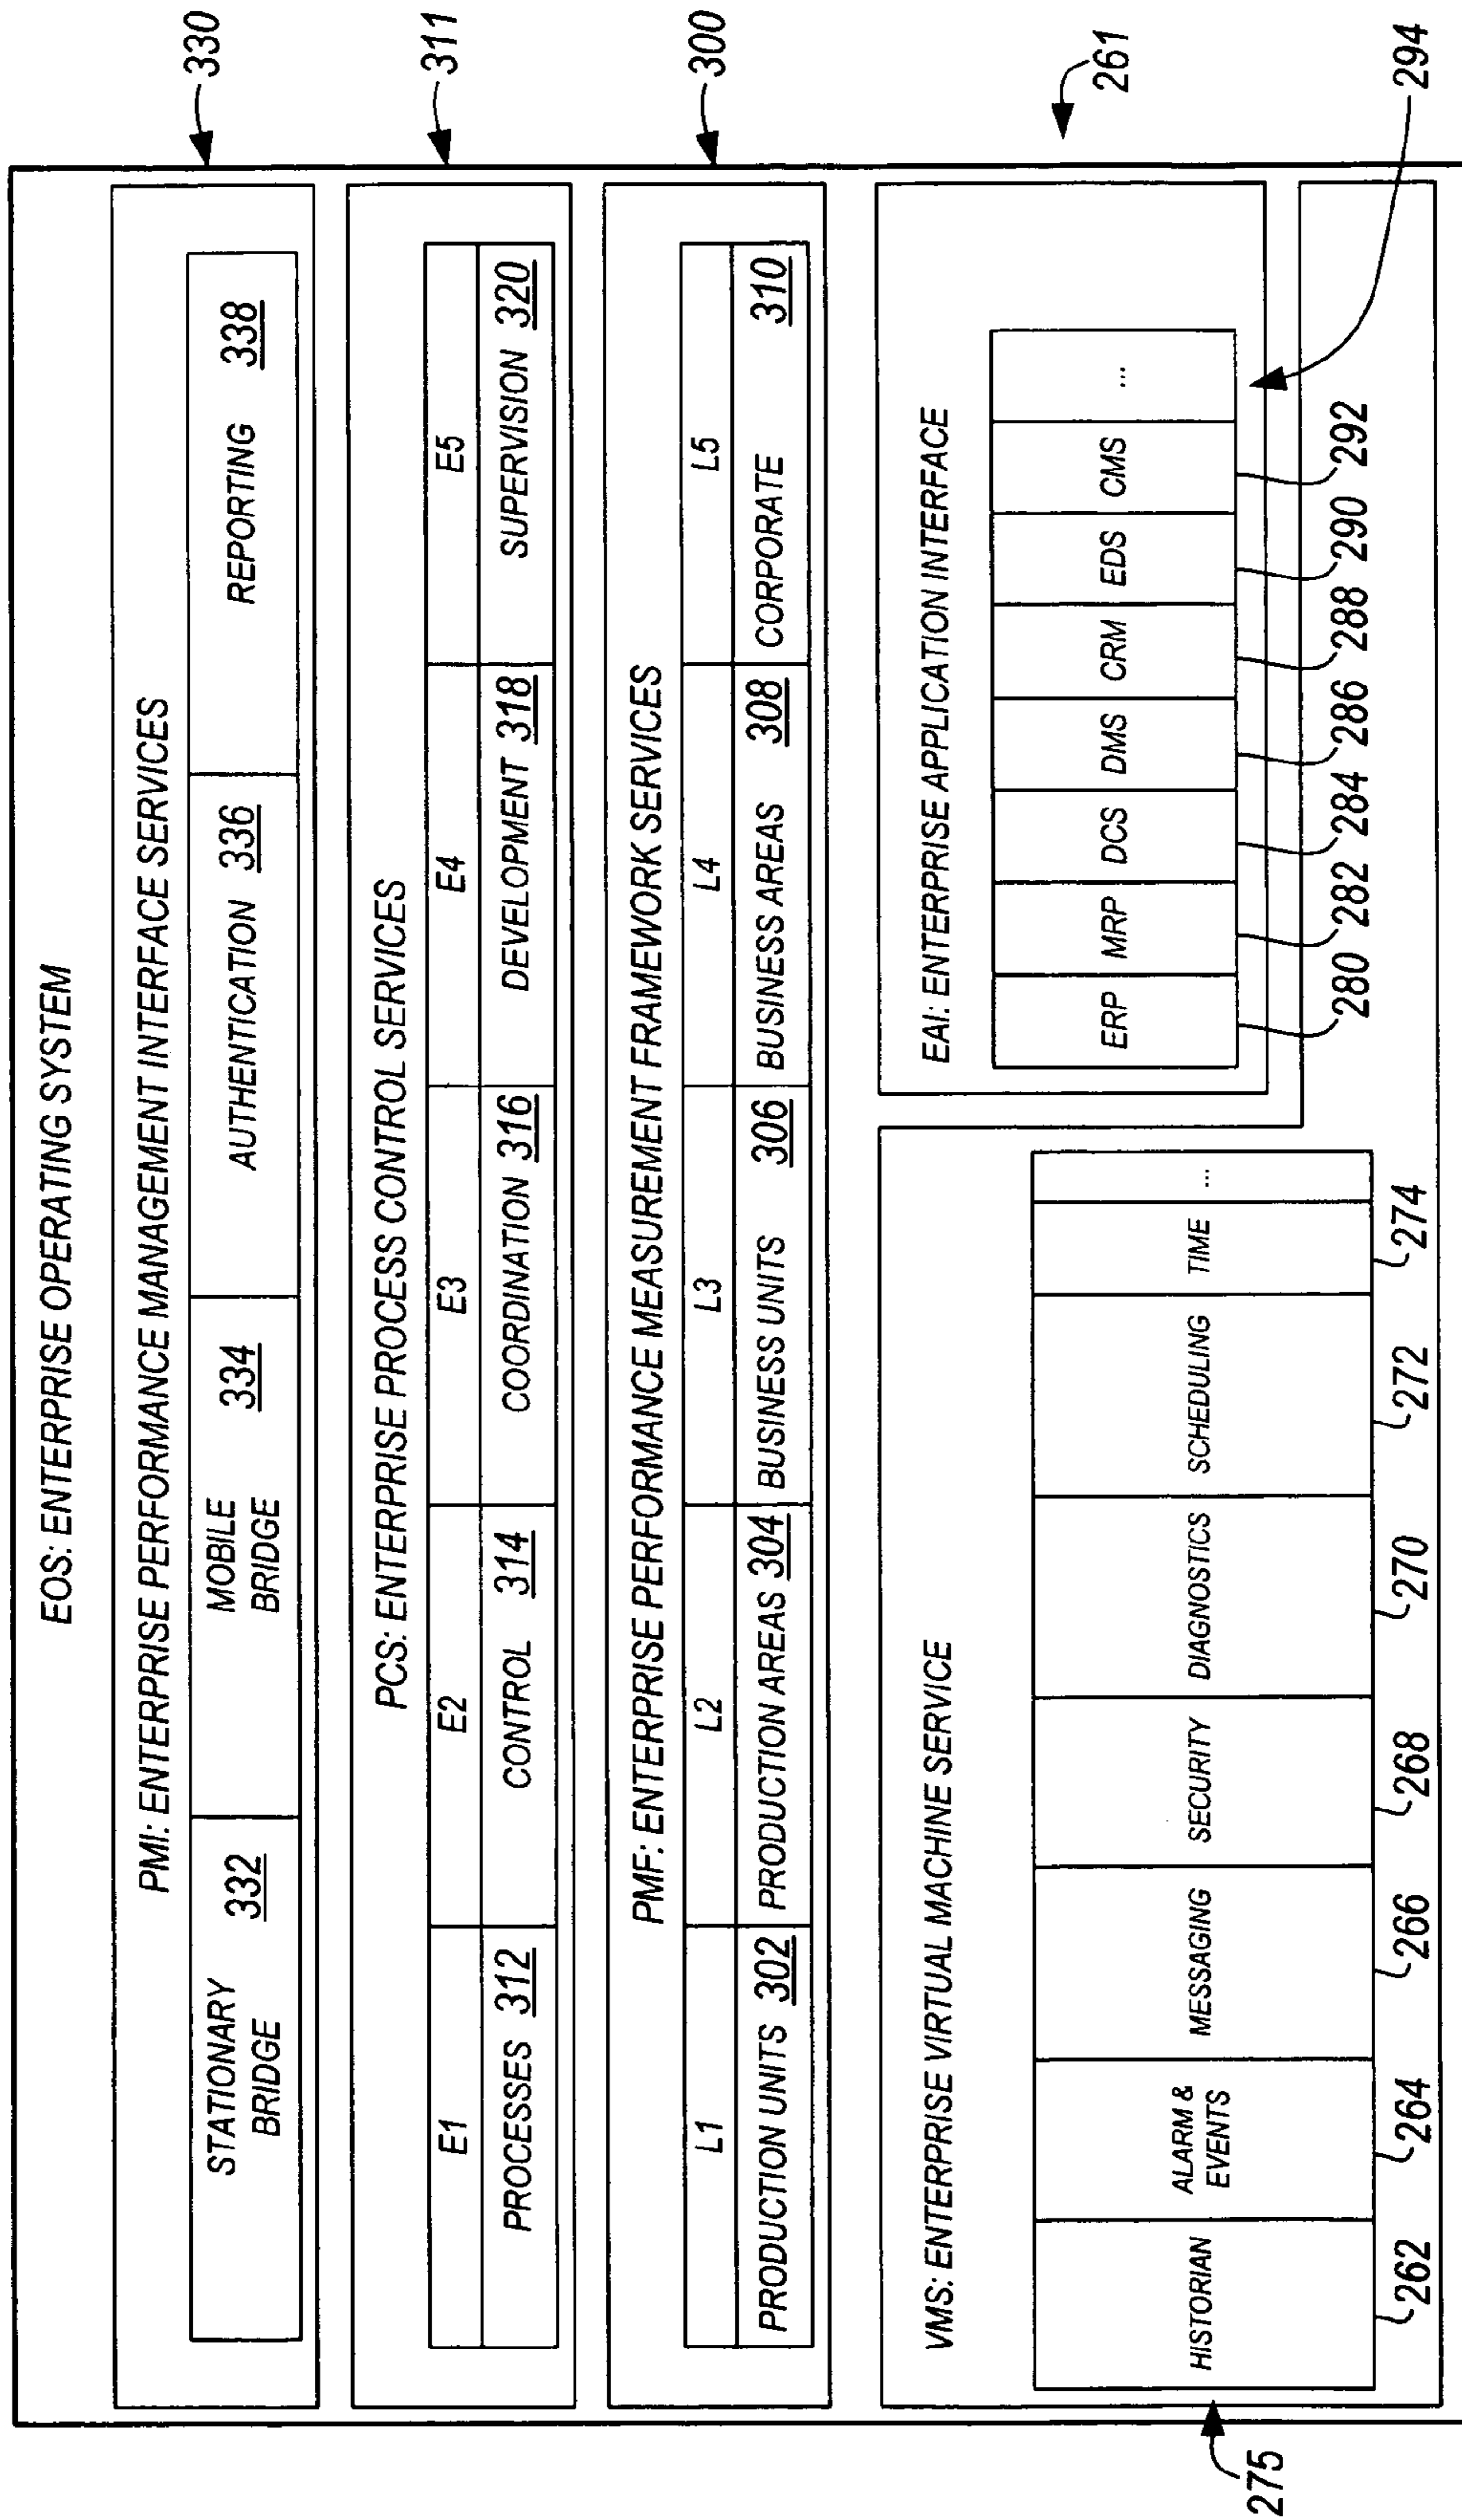 EOS: ENTERPRISE OPERATING SYSTEM
PMI: ENTERPRISE PERFORMANCE MANAGEMENT INTERFACE SERVICES
330
STATIONARY
BRIDGE
332
MOBILE
BRIDGE
334
AUTHENTICATION 336
REPORTING 338
PCS: ENTERPRISE PROCESS CONTROL SERVICES
311
E1 E2 E3 E4 E5
PROCESSES 312
CONTROL 314
COORDINATION 316
DEVELOPMENT 318
SUPERVISION 320
PMF: ENTERPRISE PERFORMANCE MEASUREMENT FRAMEWORK SERVICES
300
L1 L2 L3 L4 L5
PRODUCTION UNITS 302
PRODUCTION AREAS 304
BUSINESS UNITS 306
BUSINESS AREAS 308
CORPORATE 310
VMS: ENTERPRISE VIRTUAL MACHINE SERVICE
275
HISTORIAN
ALARM &
EVENTS
MESSAGING
SECURITY
DIAGNOSTICS
SCHEDULING
TIME
...
262 264 266 268 270 272 274
EAI: ENTERPRISE APPLICATION INTERFACE
261
ERP MRP DCS DMS CRM EDS CMS ...
280 282 284 286 288 290 292
294